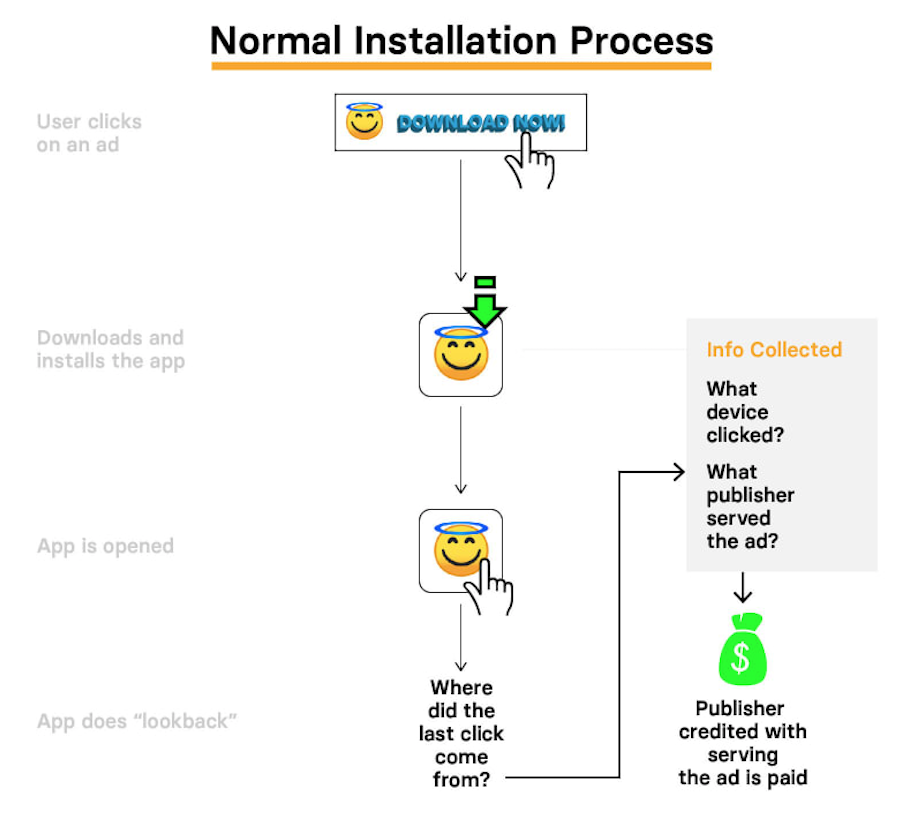 Normal Installation Process
User clicks
on an ad
DOWNLOAD NOW!
Downloads and
installs the app
Info Collected
What
device
clicked?
What
publisher
served
the ad?
App is opened
$
App does “lookback”
Where
did the
last click
come
from?
Publisher
credited with
serving
the ad is paid